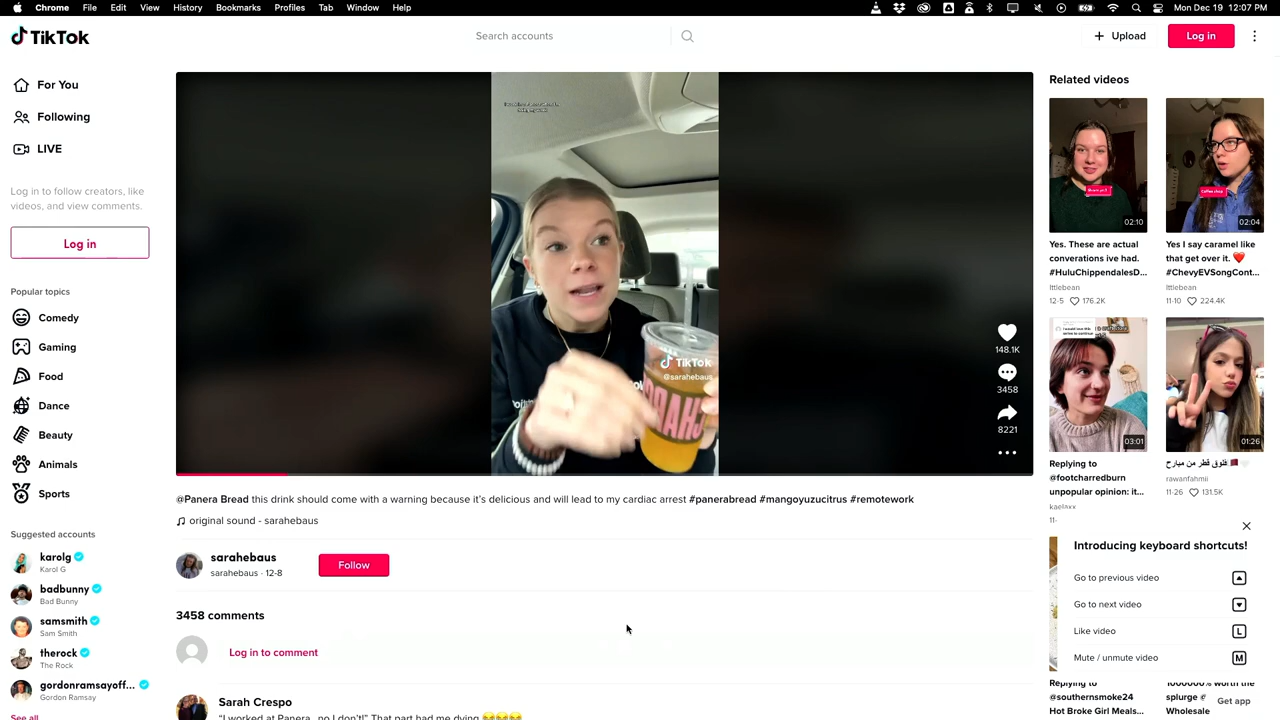 Chrome File Edit View History Bookmarks Profiles Tab Window Help
Mon Dec 19 12:07 PM
TikTok
Search accounts
Upload
Log in
For You
Following
LIVE
Log in to follow creators, like
videos, and view comments.
Log in
Popular topics
Comedy
Gaming
Food
Dance
Beauty
Animals
Sports
Suggested accounts
karolg
Karol G
badbunny
Bad Bunny
samsmith
Sam Smith
therock
The Rock
gordonramsayoff...
Gordon Ramsay
See all
TikTok
@sarahebaus
CHARG
148.1K
3458
8221
@Panera Bread this drink should come with a warning because it's delicious and will lead to my cardiac arrest #panerabread #mangoyuzucitrus #remotework
original sound - sarahebaus
sarahebaus
sarahebaus · 12-8
Follow
3458 comments
Log in to comment
Sarah Crespo
"I worked at Panera, no I don't!" That part had me dying 😂😂😂
Related videos
02:10
Yes. These are actual
converations ive had.
#HuluChippendalesD...
lttlebean
12-5 176.2K
02:04
Yes I say caramel like
that get over it. ❤️
#ChevyEVSongCont...
lttlebean
11-10 224.4K
03:01
Replying to
@footcharredburn
unpopular opinion: it...
kaelaxx
11-
01:26
فلوق قطر من مبارح
rawanfahmii
11-26 131.5K
Introducing keyboard shortcuts!
Go to previous video
Go to next video
Like video L
Mute / unmute video M
Replying to
@southernsmoke24
Hot Broke Girl Meals...
1000000% worth the
splurge
Wholesale
Get app